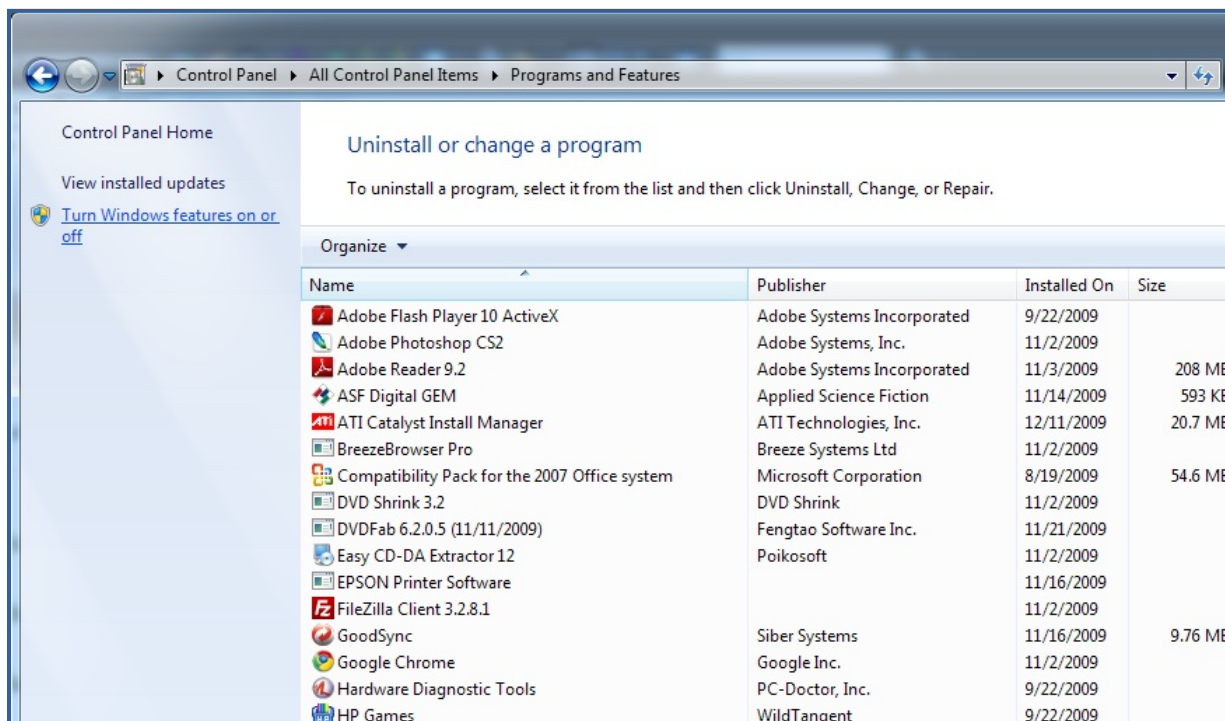 Control Panel All Control Panel Items Programs and Features
Control Panel Home
View installed updates
Turn Windows features on or
off
Uninstall or change a program
To uninstall a program, select it from the list and then click Uninstall, Change, or Repair.
Organize
Name Publisher Installed On Size
Adobe Flash Player 10 ActiveX Adobe Systems Incorporated 9/22/2009
Adobe Photoshop CS2 Adobe Systems, Inc. 11/2/2009
Adobe Reader 9.2 Adobe Systems Incorporated 11/3/2009 208 MB
ASF Digital GEM Applied Science Fiction 11/14/2009 593 KB
ATI ATI Catalyst Install Manager ATI Technologies, Inc. 12/11/2009 20.7 MB
BreezeBrowser Pro Breeze Systems Ltd 11/2/2009
Compatibility Pack for the 2007 Office system Microsoft Corporation 8/19/2009 54.6 MB
DVD Shrink 3.2 DVD Shrink 11/2/2009
DVDFab 6.2.0.5 (11/11/2009) Fengtao Software Inc. 11/21/2009
Easy CD-DA Extractor 12 Poikosoft 11/2/2009
EPSON Printer Software 11/16/2009
FileZilla Client 3.2.8.1 11/2/2009
GoodSync Siber Systems 11/16/2009 9.76 MB
Google Chrome Google Inc. 11/2/2009
Hardware Diagnostic Tools PC-Doctor, Inc. 9/22/2009
HP Games WildTangent 9/22/2009